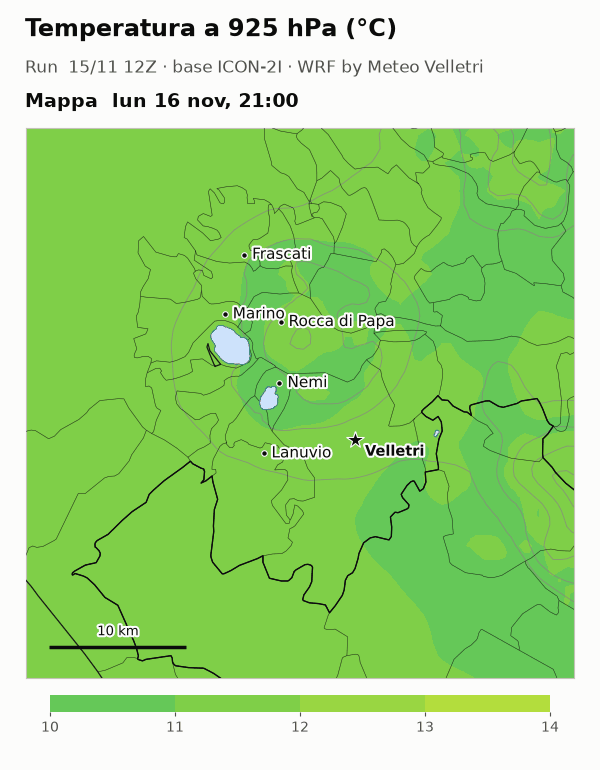 Temperatura a 925 hPa (°C)
Run  15/11 12Z · base ICON-2I · WRF by Meteo Velletri
Mappa  lun 16 nov, 21:00
Frascati
Marino
Rocca di Papa
Nemi
Velletri
Lanuvio
10 km
10 11 12 13 14